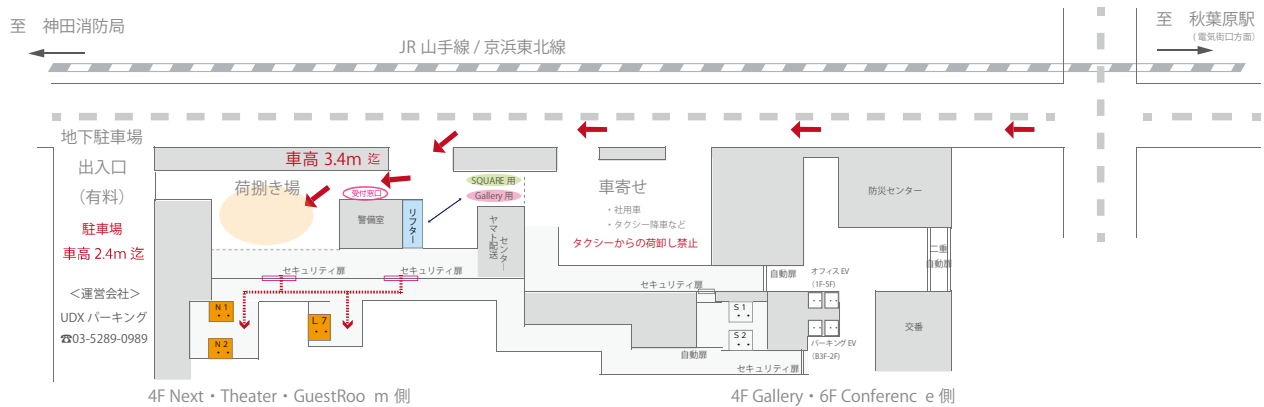 至 神田消防局
JR 山手線 / 京浜東北線
至 秋葉原駅
(電気街口方面)
地下駐車場
出入口
(有料)
駐車場
車高 2.4m 迄
＜運営会社＞
UDX パーキング
☎03-5289-0989
車高 3.4m 迄
荷捌き場
受付窓口
警備室
リフター
SQUARE 用
Gallery 用
ヤマト配送
センター
車寄せ
・社用車
・タクシー降車など
タクシーからの荷卸し禁止
防災センター
二重
自動扉
セキュリティ扉
セキュリティ扉
セキュリティ扉
自動扉
オフィス EV
(1F-5F)
N 1
N 2
L 7
S 1
S 2
自動扉
パーキング EV
(B3F-2F)
セキュリティ扉
交番
4F Next・Theater・GuestRoo m 側
4F Gallery・6F Conferenc e 側